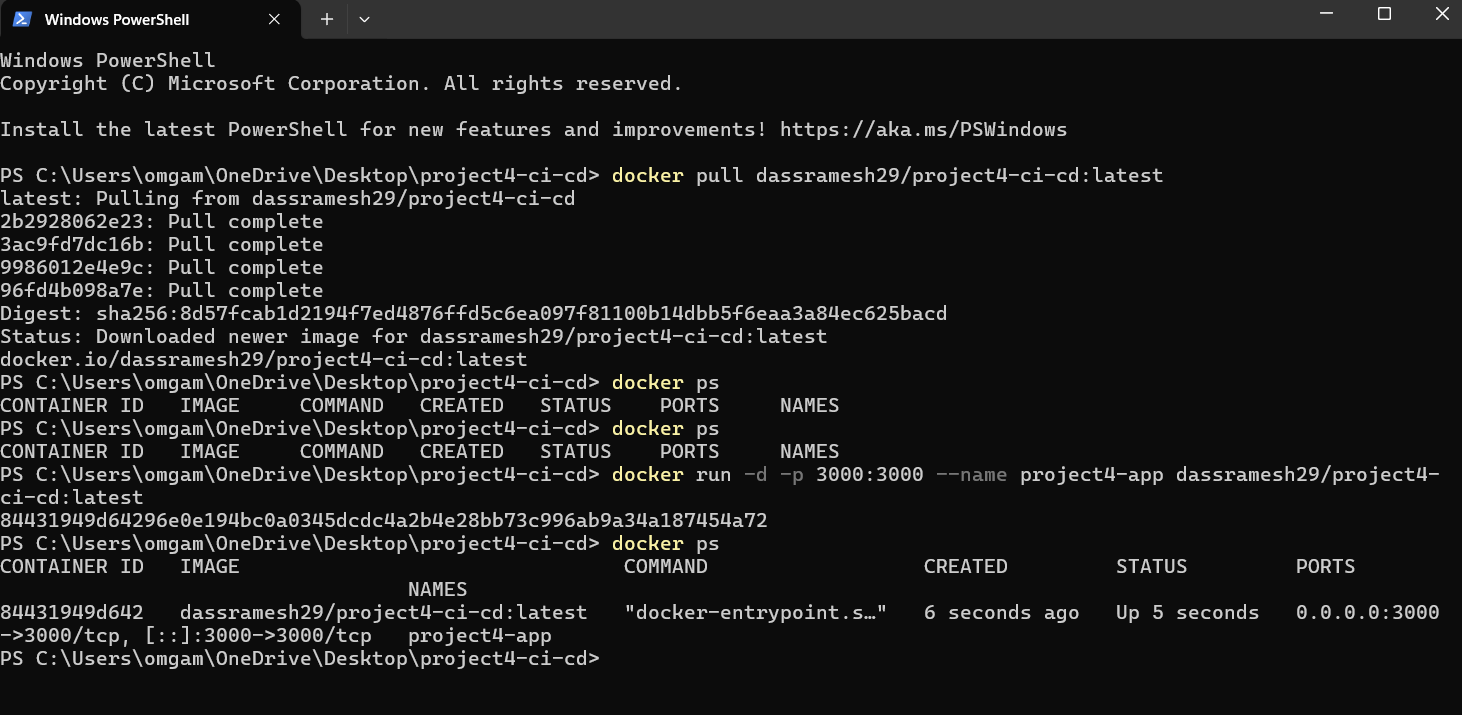 Windows PowerShell
Windows PowerShell
Copyright (C) Microsoft Corporation. All rights reserved.
Install the latest PowerShell for new features and improvements! https://aka.ms/PSWindows
PS C:\Users\omgam\OneDrive\Desktop\project4-ci-cd> docker pull dassramesh29/project4-ci-cd:latest
latest: Pulling from dassramesh29/project4-ci-cd
2b2928062e23: Pull complete
3ac9fd7dc16b: Pull complete
9986012e4e9c: Pull complete
96fd4b098a7e: Pull complete
Digest: sha256:8d57fcab1d2194f7ed4876ffd5c6ea097f81100b14dbb5f6eaa3a84ec625bacd
Status: Downloaded newer image for dassramesh29/project4-ci-cd:latest
docker.io/dassramesh29/project4-ci-cd:latest
PS C:\Users\omgam\OneDrive\Desktop\project4-ci-cd> docker ps
CONTAINER ID   IMAGE     COMMAND   CREATED   STATUS    PORTS     NAMES
PS C:\Users\omgam\OneDrive\Desktop\project4-ci-cd> docker ps
CONTAINER ID   IMAGE     COMMAND   CREATED   STATUS    PORTS     NAMES
PS C:\Users\omgam\OneDrive\Desktop\project4-ci-cd> docker run -d -p 3000:3000 --name project4-app dassramesh29/project4-
ci-cd:latest
84431949d64296e0e194bc0a0345dcdc4a2b4e28bb73c996ab9a34a187454a72
PS C:\Users\omgam\OneDrive\Desktop\project4-ci-cd> docker ps
CONTAINER ID   IMAGE                                COMMAND                  CREATED         STATUS         PORTS
NAMES
84431949d642   dassramesh29/project4-ci-cd:latest   "docker-entrypoint.s…"   6 seconds ago   Up 5 seconds   0.0.0.0:3000
->3000/tcp, [::]:3000->3000/tcp   project4-app
PS C:\Users\omgam\OneDrive\Desktop\project4-ci-cd>